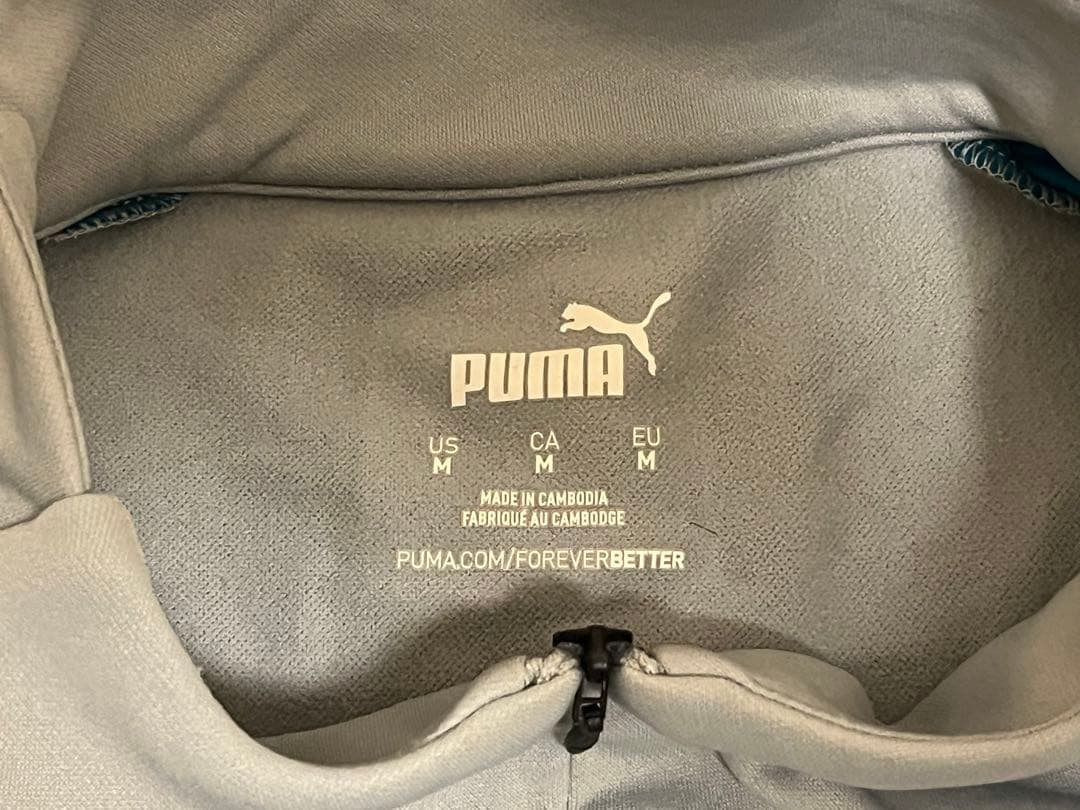 PUMA
US CA EU
M M M
MADE IN CAMBODIA
FABRIQUÉ AU CAMBODGE
PUMA.COM/FOREVERBETTER